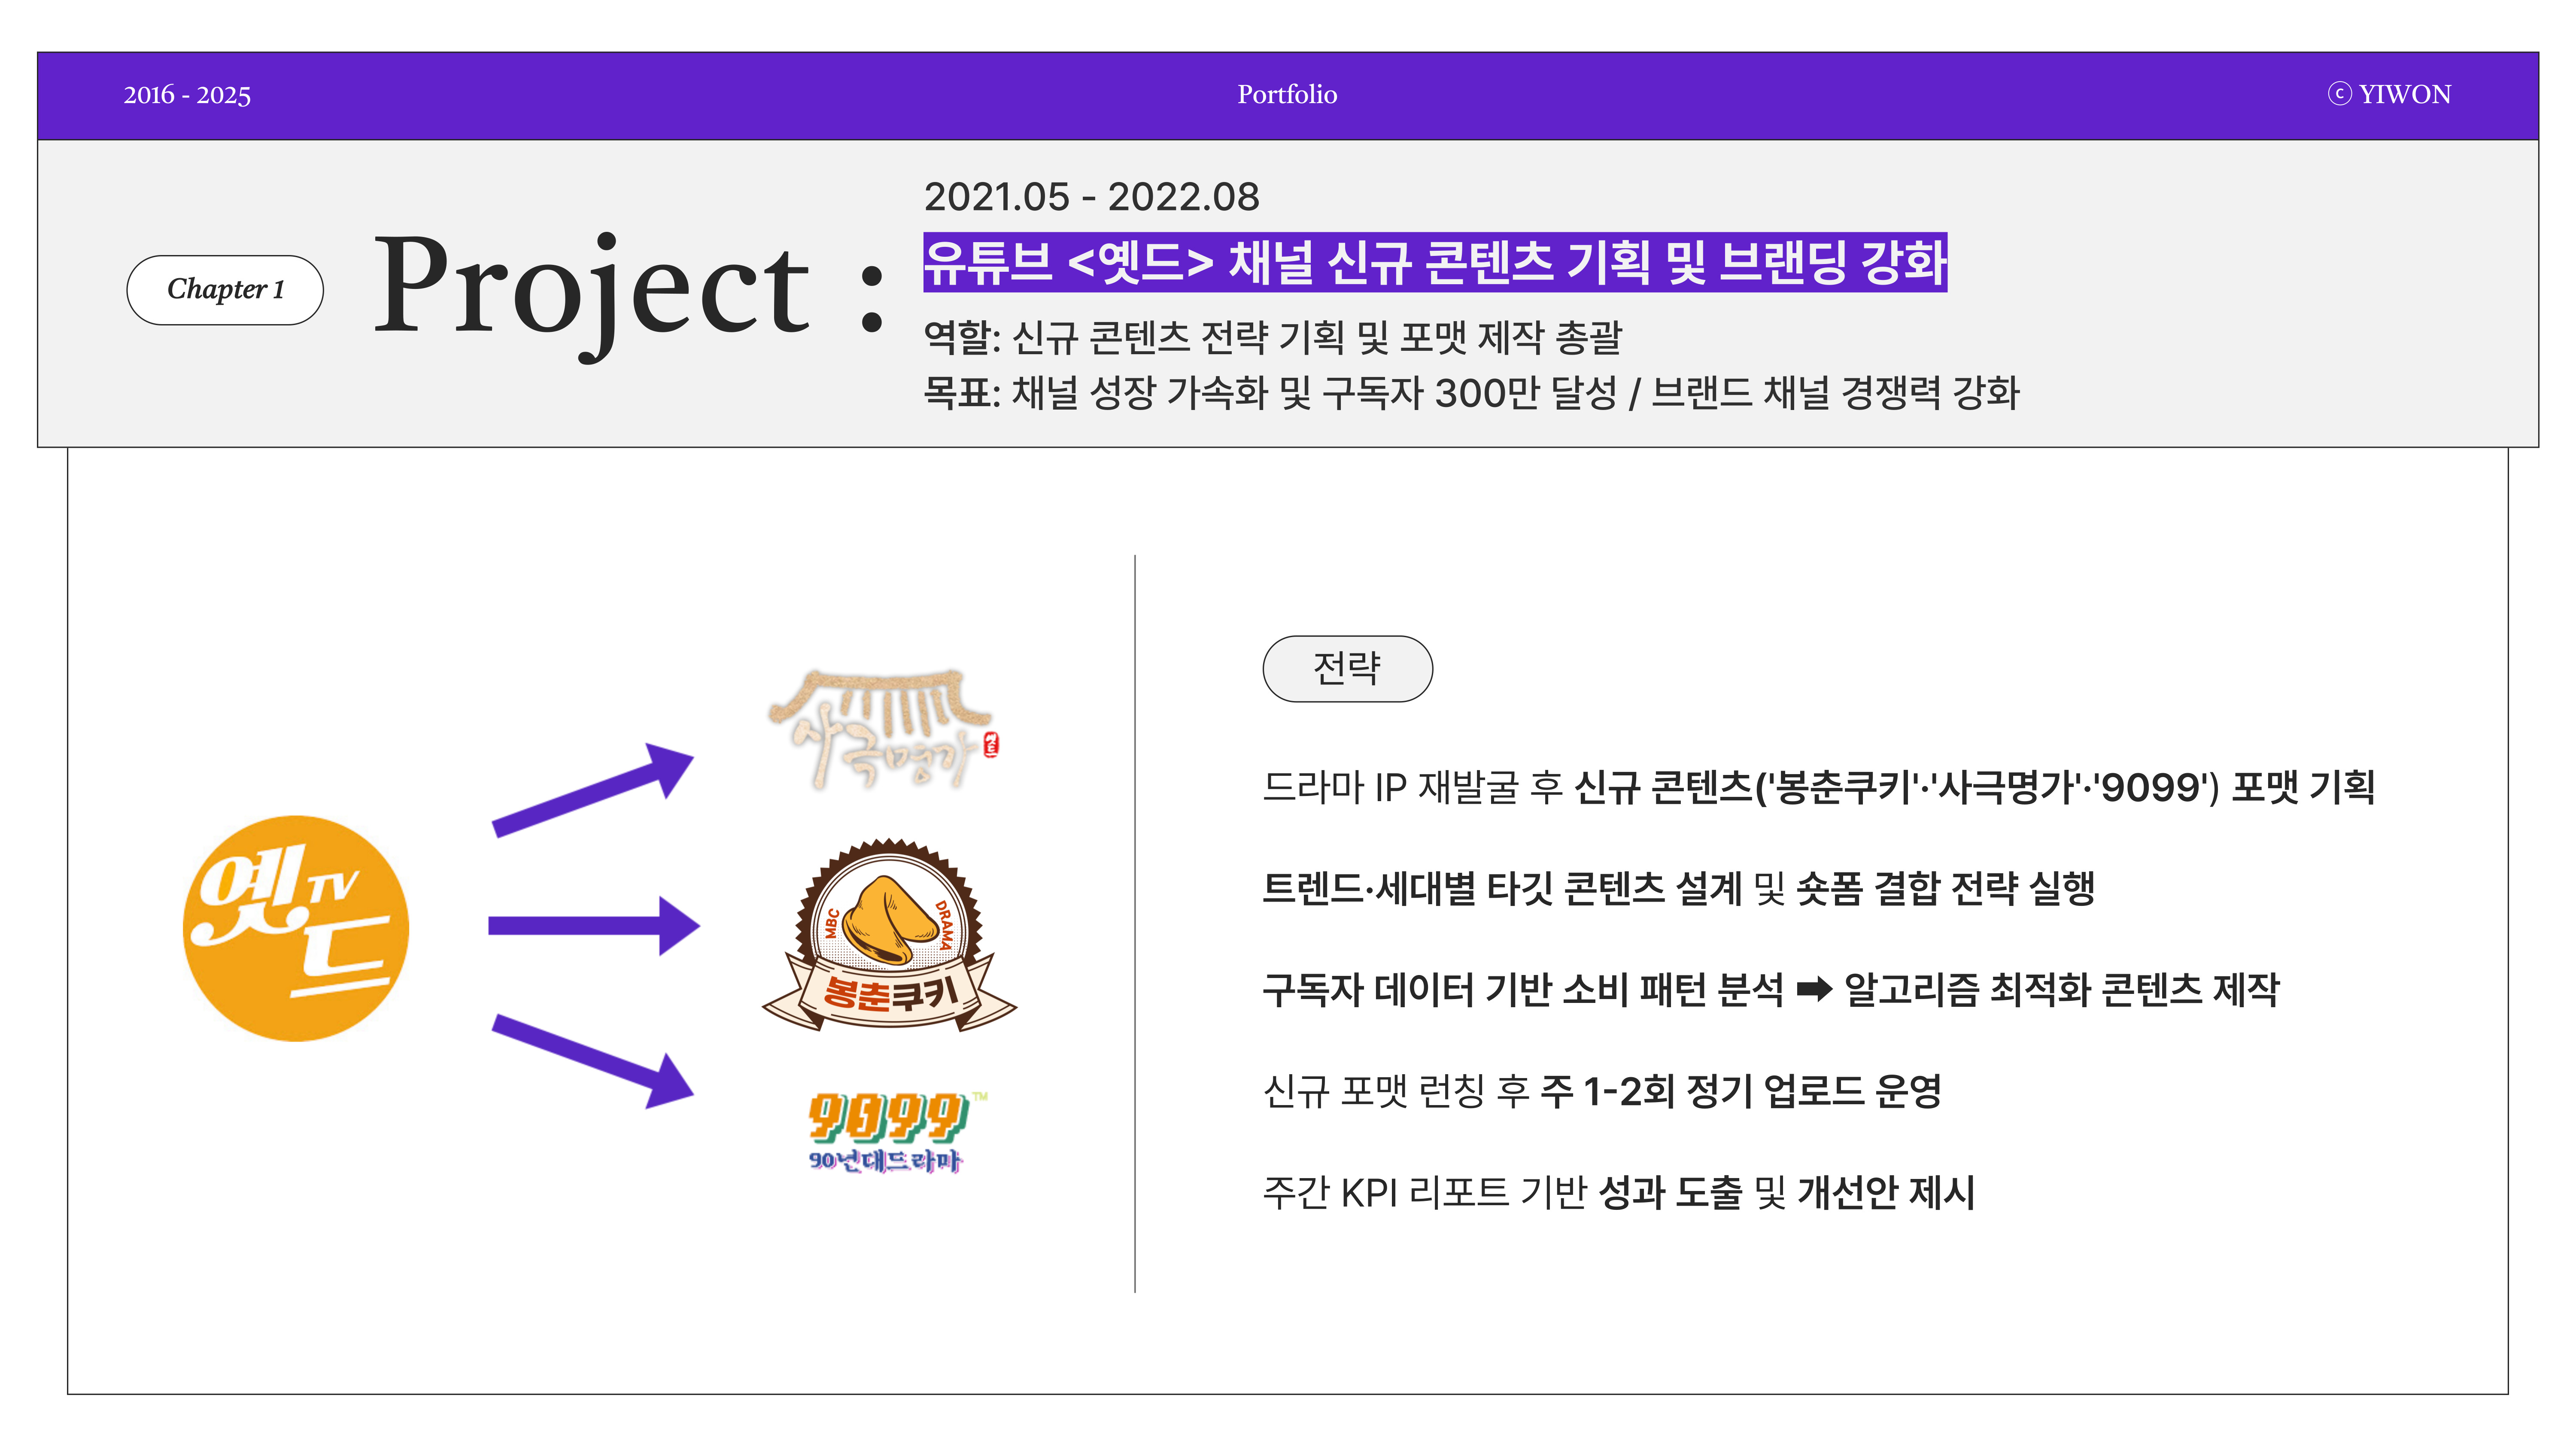 2016 - 2025
Portfolio
ⓒ YIWON
Chapter 1
Project :
2021.05 - 2022.08
유튜브 <옛드> 채널 신규 콘텐츠 기획 및 브랜딩 강화
역할: 신규 콘텐츠 전략 기획 및 포맷 제작 총괄
목표: 채널 성장 가속화 및 구독자 300만 달성 / 브랜드 채널 경쟁력 강화
옛드 TV
사극명가
옛드
MBC DRAMA
봉춘쿠키
9099™
90년대드라마
전략
드라마 IP 재발굴 후 신규 콘텐츠('봉춘쿠키'·'사극명가'·'9099') 포맷 기획
트렌드·세대별 타깃 콘텐츠 설계 및 숏폼 결합 전략 실행
구독자 데이터 기반 소비 패턴 분석 ➡ 알고리즘 최적화 콘텐츠 제작
신규 포맷 런칭 후 주 1-2회 정기 업로드 운영
주간 KPI 리포트 기반 성과 도출 및 개선안 제시